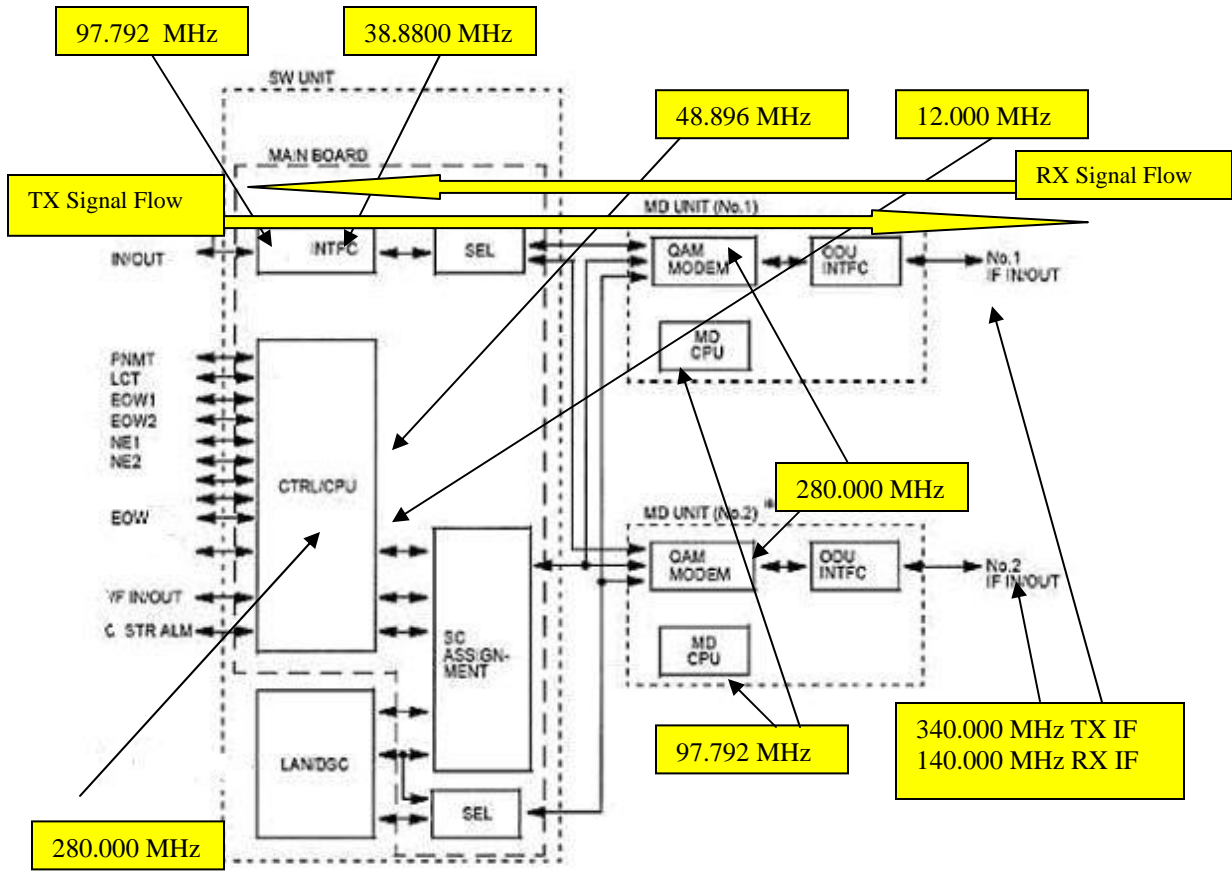 97.792 MHz
38.8800 MHz
SW UNIT
48.896 MHz
12.000 MHz
MAIN BOARD
TX Signal Flow
RX Signal Flow
MD UNIT (No.1)
IN/OUT
INTFC
SEL
QAM
MODEM
ODU
INTFC
No.1
IF IN/OUT
MD
CPU
PNMT
LCT
EOW1
EOW2
NE1
NE2
CTRL/CPU
EOW
280.000 MHz
MD UNIT (No.2)
QAM
MODEM
ODU
INTFC
No.2
IF IN/OUT
/F IN/OUT
C STR ALM
SC
ASSIGN-
MENT
MD
CPU
LAN/DSC
97.792 MHz
340.000 MHz TX IF
140.000 MHz RX IF
SEL
280.000 MHz